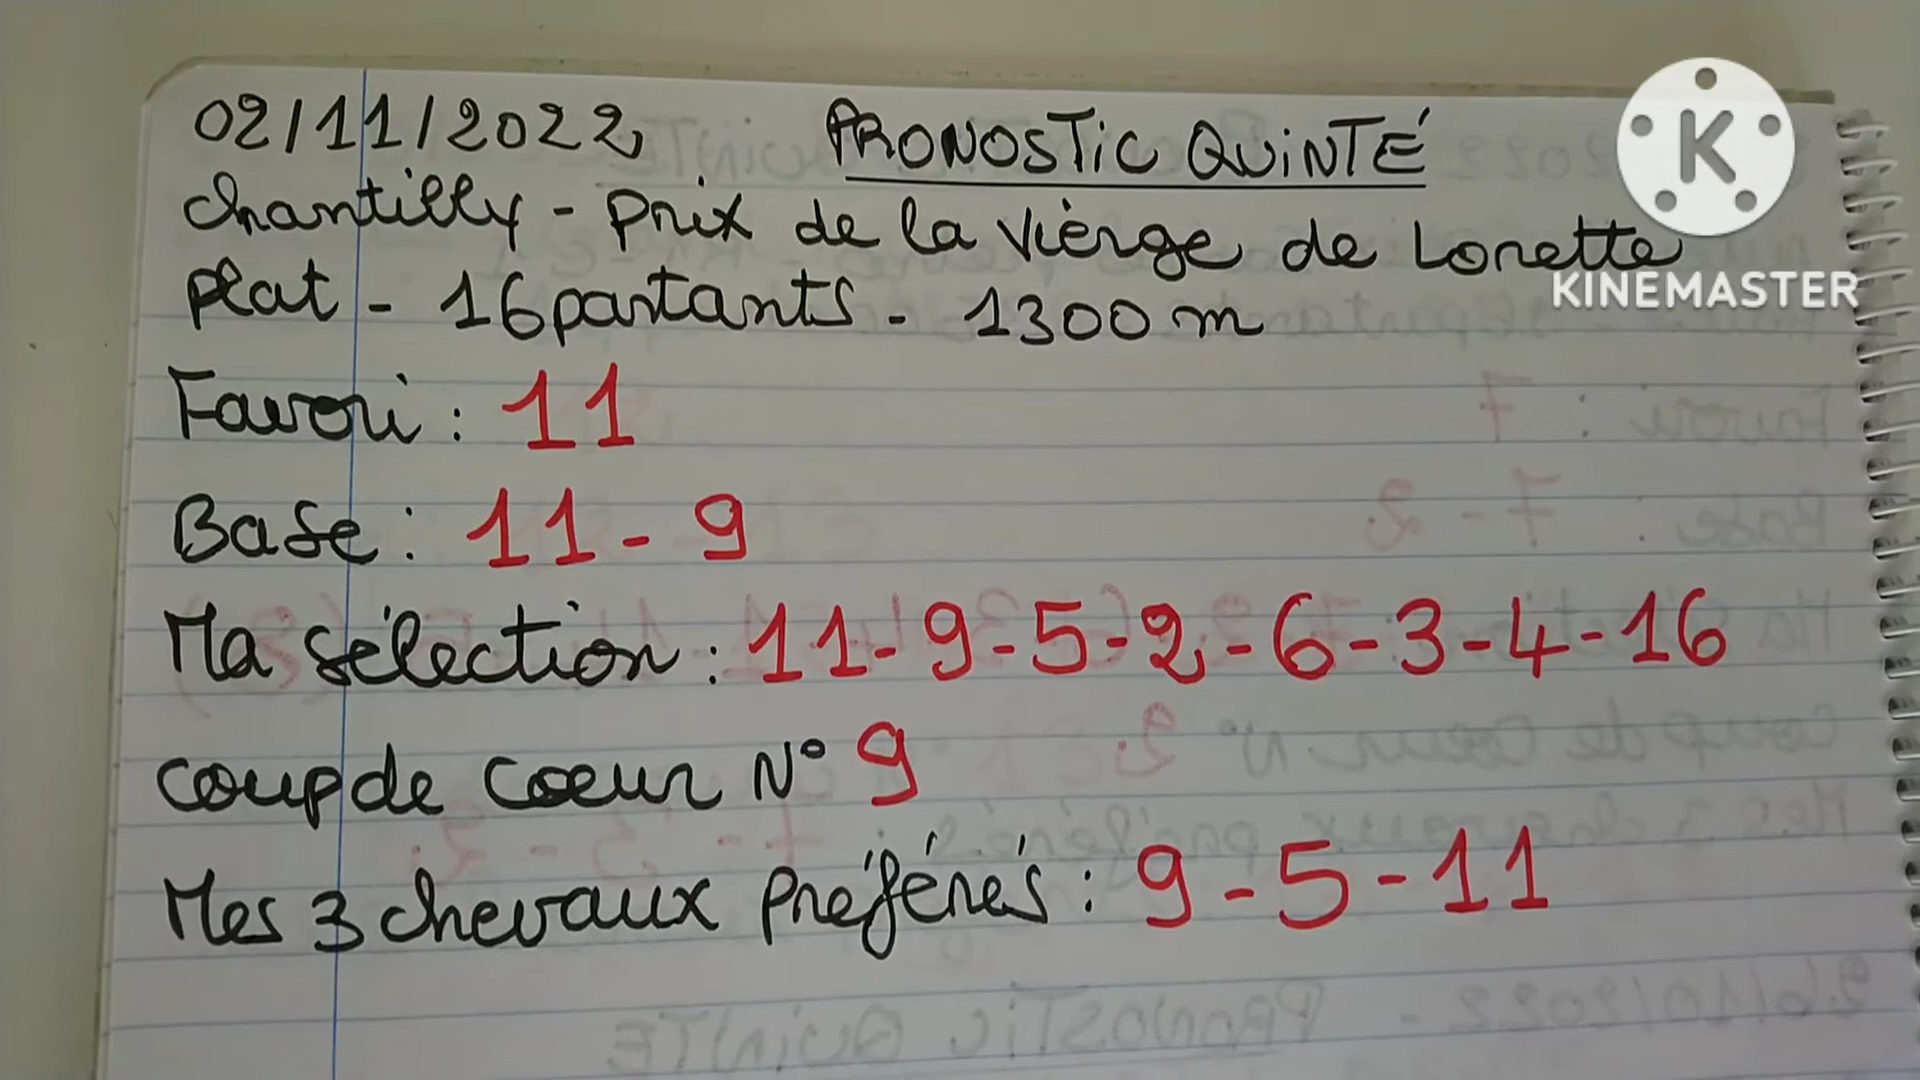 02/11/2022 PRONOSTIC QUINTÉ
Chantilly - Prix de la Vierge de Lorette
Plat - 16 partants - 1300 m
KINEMASTER
Favori : 11
Base : 11 - 9
Ma sélection : 11 - 9 - 5 - 2 - 6 - 3 - 4 - 16
coup de coeur N° 9
Mes 3 chevaux préférés : 9 - 5 - 11